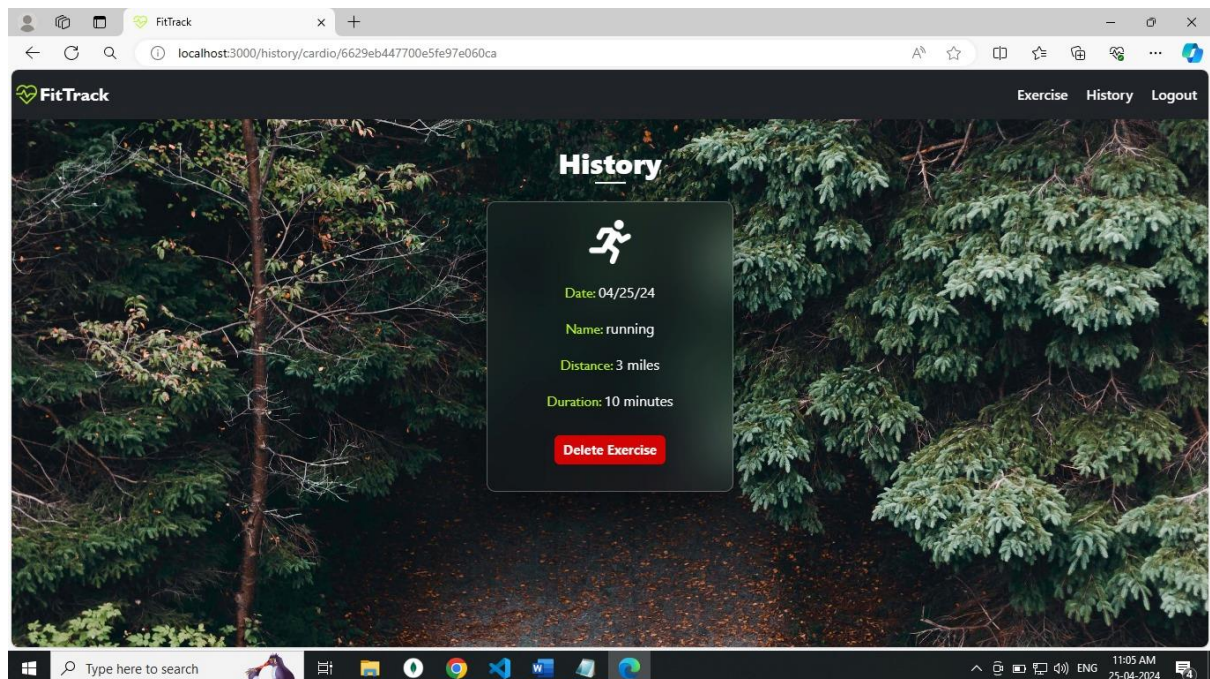 FitTrack
localhost:3000/history/cardio/6629eb447700e5fe97e060ca
FitTrack
Exercise History Logout
History
Date: 04/25/24
Name: running
Distance: 3 miles
Duration: 10 minutes
Delete Exercise
Type here to search
ENG
11:05 AM
25-04-2024
4